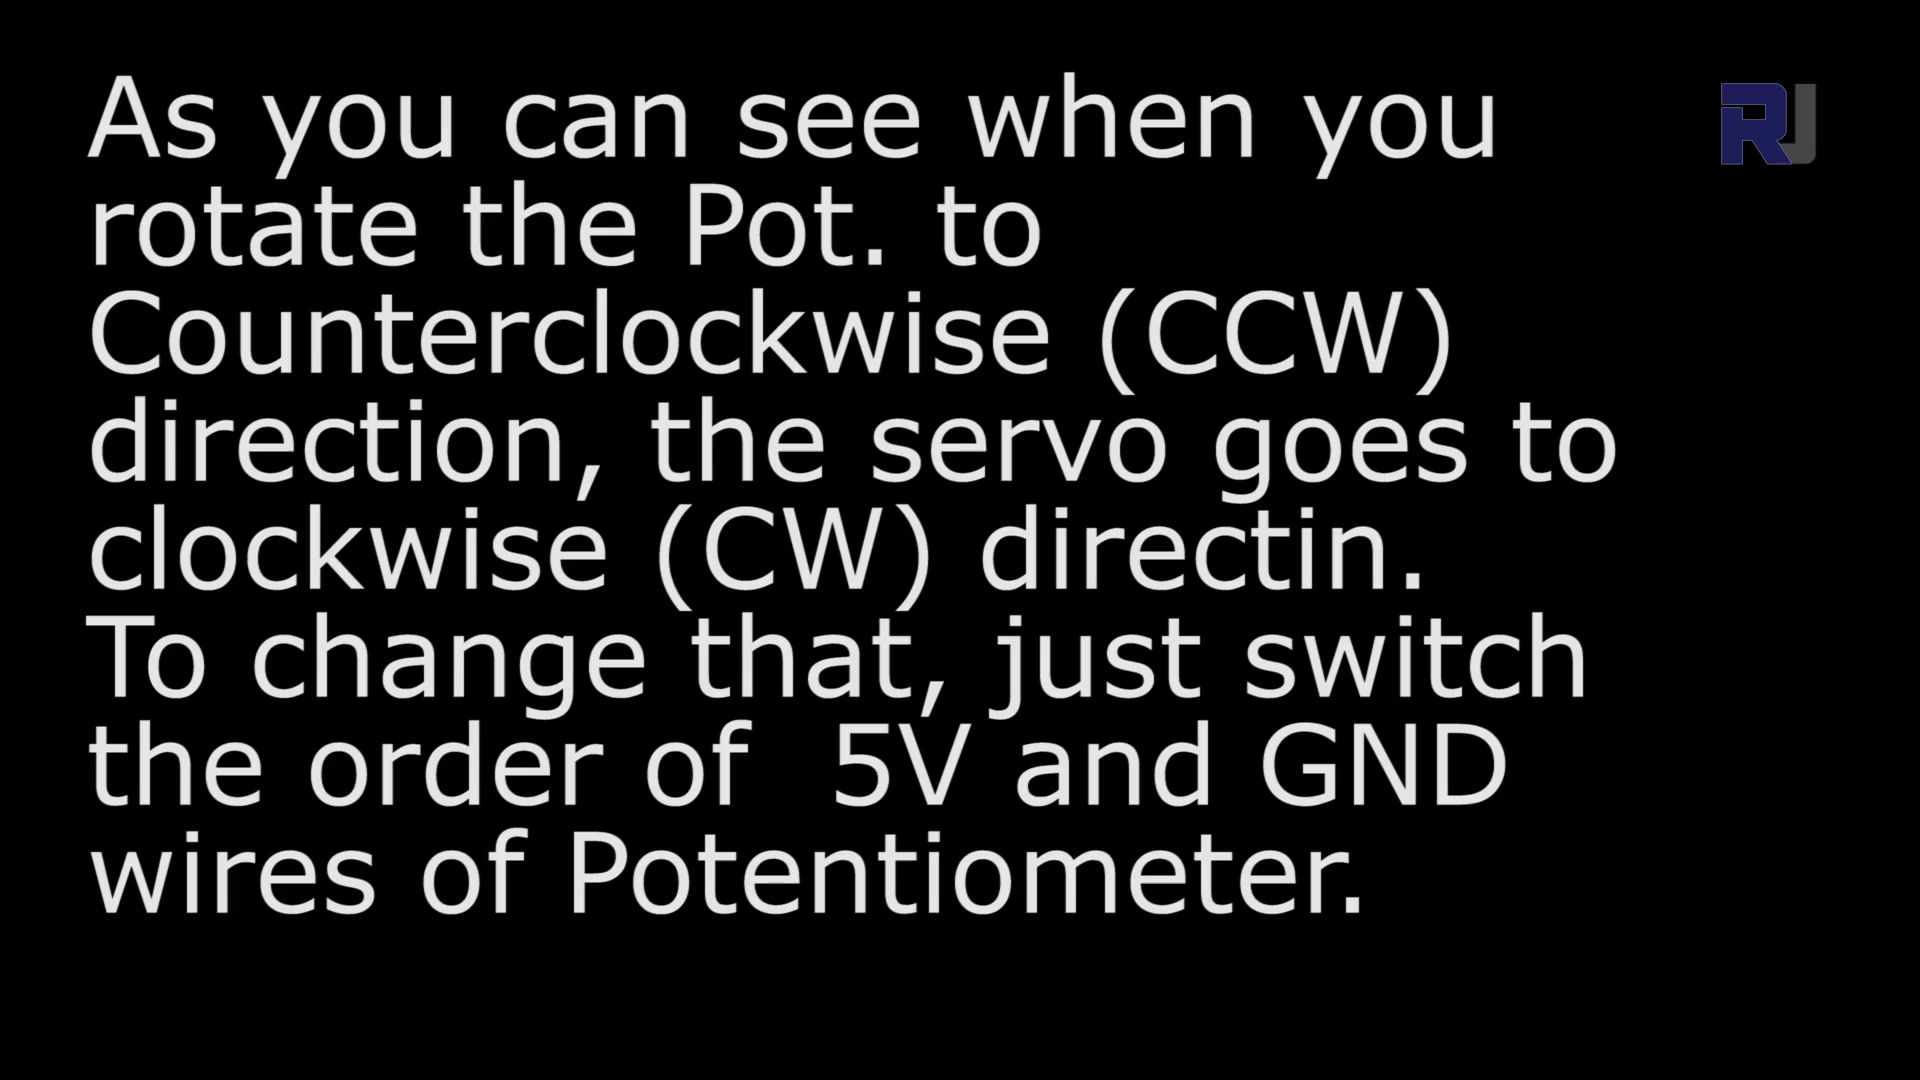 As you can see when you
RJ
rotate the Pot. to
Counterclockwise (CCW)
direction, the servo goes to
clockwise (CW) directin.
To change that, just switch
the order of  5V and GND
wires of Potentiometer.